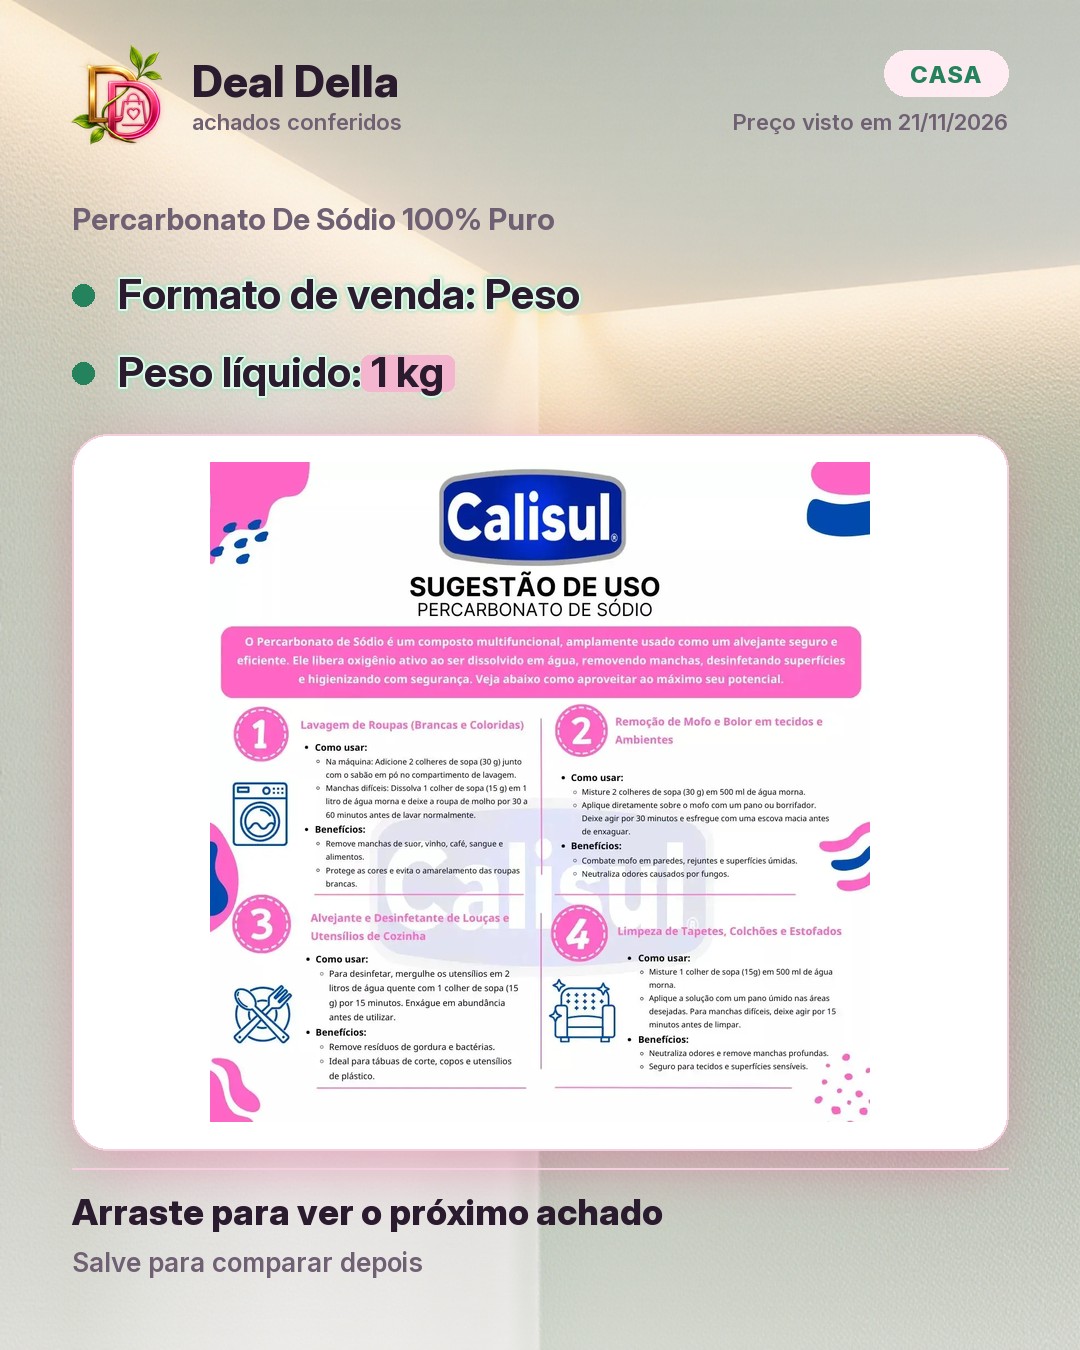 Deal Della
achados conferidos
CASA
Preço visto em 21/11/2026
Percarbonato De Sódio 100% Puro
Formato de venda: Peso
Peso líquido: 1 kg
Calisul®
SUGESTÃO DE USO
PERCARBONATO DE SÓDIO
O Percarbonato de Sódio é um composto multifuncional, amplamente usado como um alvejante seguro e
eficiente. Ele libera oxigênio ativo ao ser dissolvido em água, removendo manchas, desinfetando superfícies
e higienizando com segurança. Veja abaixo como aproveitar ao máximo seu potencial.
1
Lavagem de Roupas (Brancas e Coloridas)
Como usar:
Na máquina: Adicione 2 colheres de sopa (30 g) junto
com o sabão em pó no compartimento de lavagem.
Manchas difíceis: Dissolva 1 colher de sopa (15 g) em 1
litro de água morna e deixe a roupa de molho por 30 a
60 minutos antes de lavar normalmente.
Benefícios:
Remove manchas de suor, vinho, café, sangue e
alimentos.
Protege as cores e evita o amarelamento das roupas
brancas.
2
Remoção de Mofo e Bolor em tecidos e
Ambientes
Como usar:
Misture 2 colheres de sopa (30 g) em 500 ml de água morna.
Aplique diretamente sobre o mofo com um pano ou borrifador.
Deixe agir por 30 minutos e esfregue com uma escova macia antes
de enxaguar.
Benefícios:
Combate mofo em paredes, rejuntes e superfícies úmidas.
Neutraliza odores causados por fungos.
3
Alvejante e Desinfetante de Louças e
Utensílios de Cozinha
Como usar:
Para desinfetar, mergulhe os utensílios em 2
litros de água quente com 1 colher de sopa (15
g) por 15 minutos. Enxágue em abundância
antes de utilizar.
Benefícios:
Remove resíduos de gordura e bactérias.
Ideal para tábuas de corte, copos e utensílios
de plástico.
4
Limpeza de Tapetes, Colchões e Estofados
Como usar:
Misture 1 colher de sopa (15g) em 500 ml de água
morna.
Aplique a solução com um pano úmido nas áreas
desejadas. Para manchas difíceis, deixe agir por 15
minutos antes de limpar.
Benefícios:
Neutraliza odores e remove manchas profundas.
Seguro para tecidos e superfícies sensíveis.
Calisul®
Arraste para ver o próximo achado
Salve para comparar depois